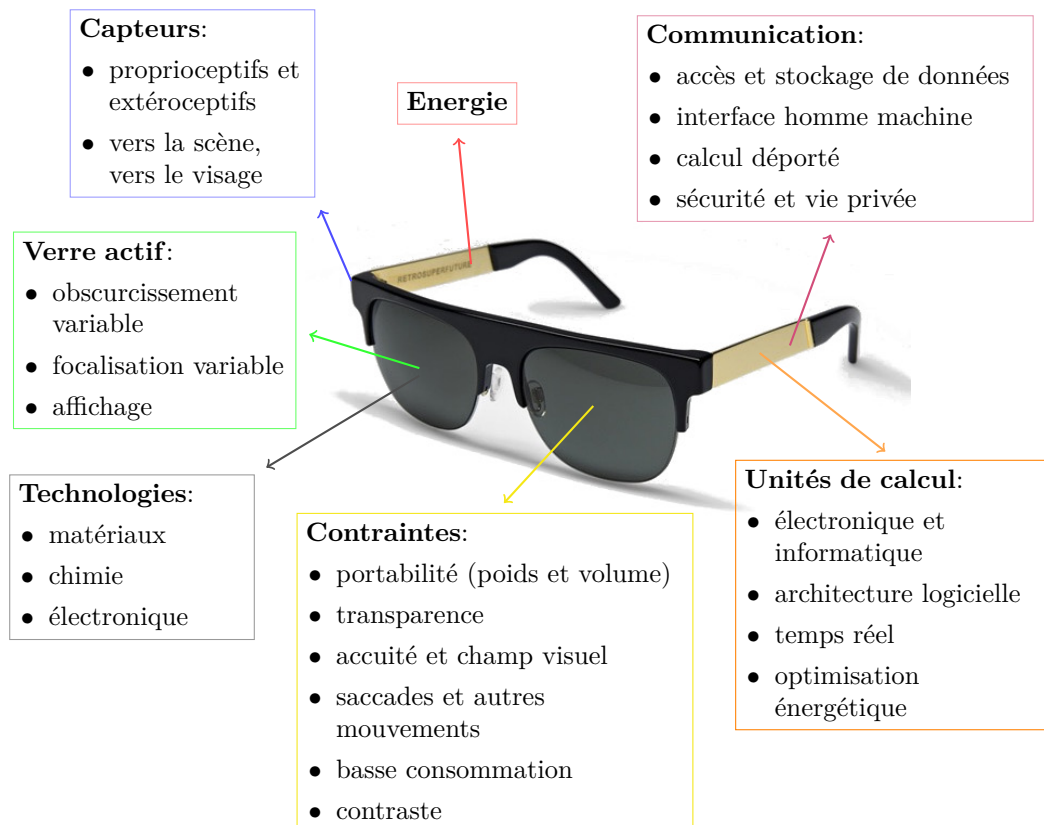 Capteurs:
• proprioceptifs et
extéroceptifs
• vers la scène,
vers le visage
Energie
Communication:
• accès et stockage de données
• interface homme machine
• calcul déporté
• sécurité et vie privée
Verre actif:
• obscurcissement
variable
• focalisation variable
• affichage
RETROSUPERFUTURE
Technologies:
• matériaux
• chimie
• électronique
Contraintes:
• portabilité (poids et volume)
• transparence
• accuité et champ visuel
• saccades et autres
mouvements
• basse consommation
• contraste
Unités de calcul:
• électronique et
informatique
• architecture logicielle
• temps réel
• optimisation
énergétique